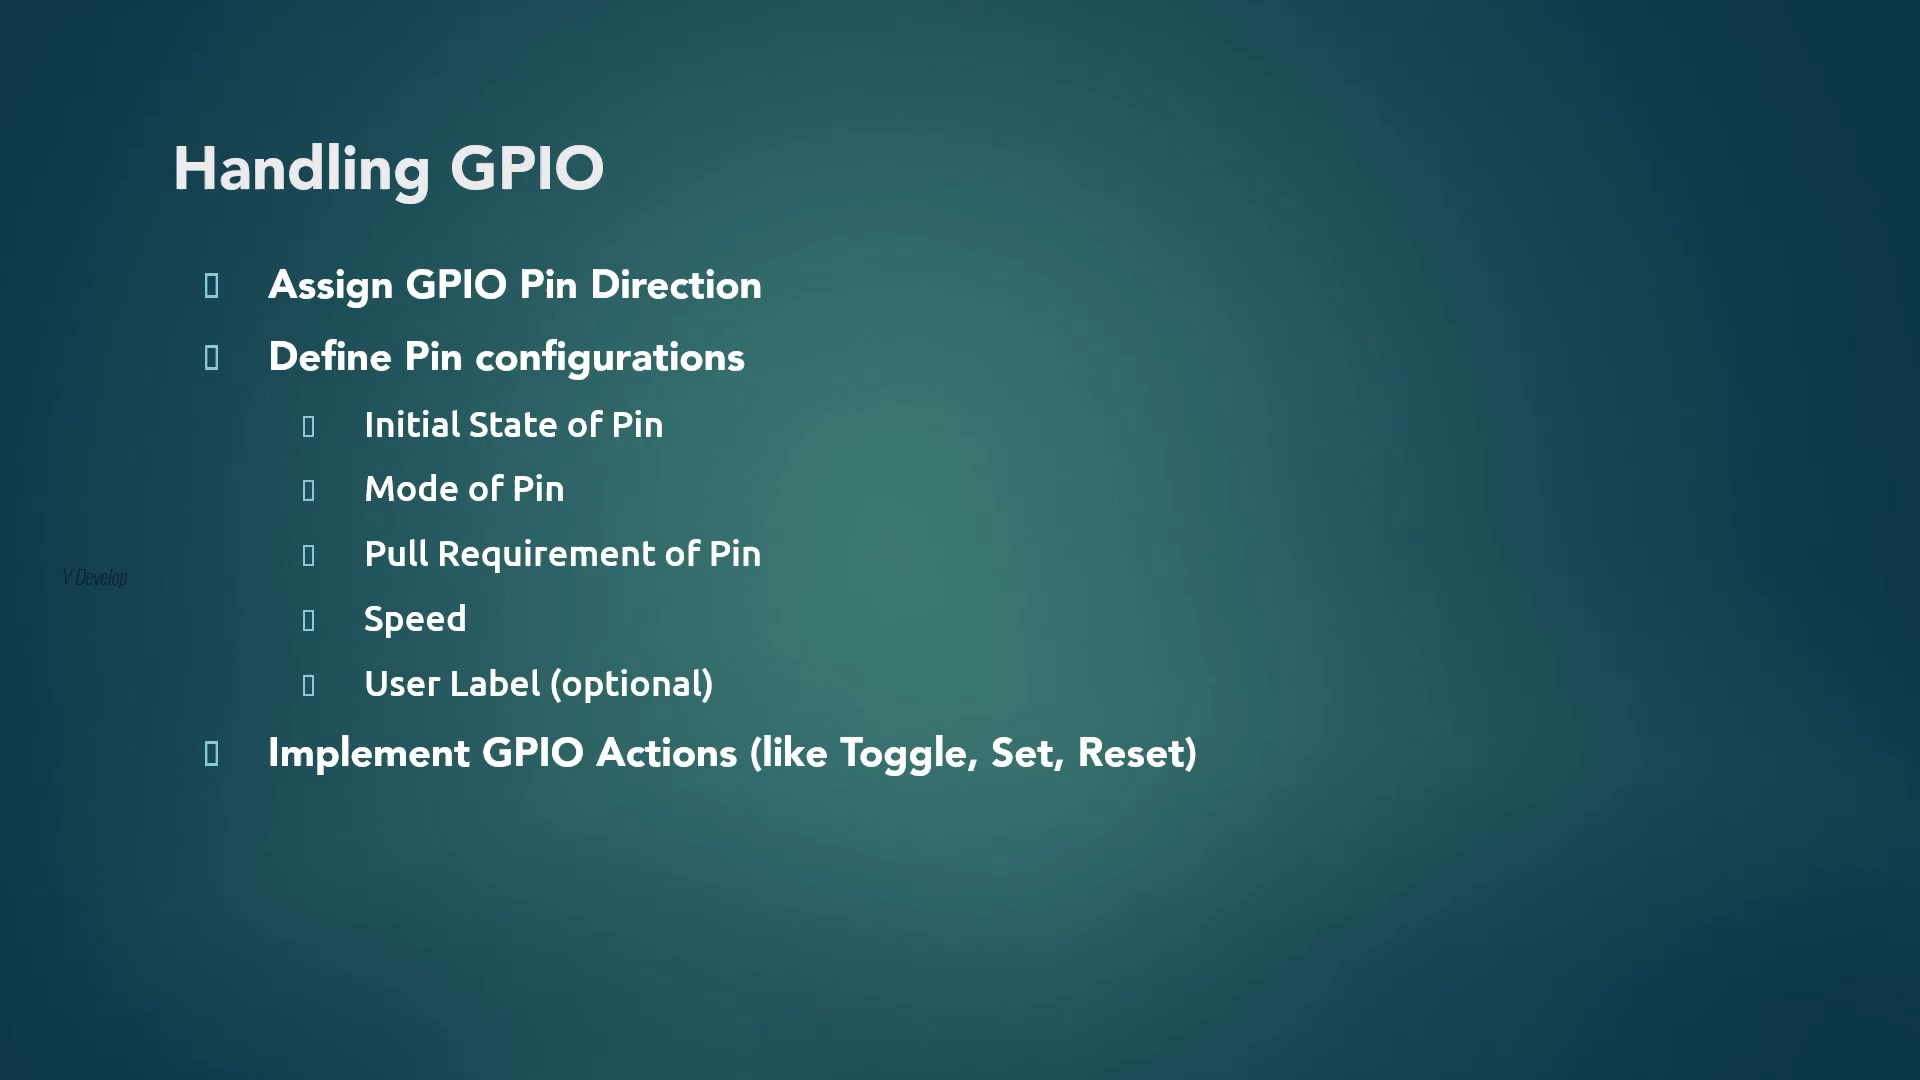 Handling GPIO
Assign GPIO Pin Direction
Define Pin configurations
Initial State of Pin
Mode of Pin
Pull Requirement of Pin
V Develop
Speed
User Label (optional)
Implement GPIO Actions (like Toggle, Set, Reset)